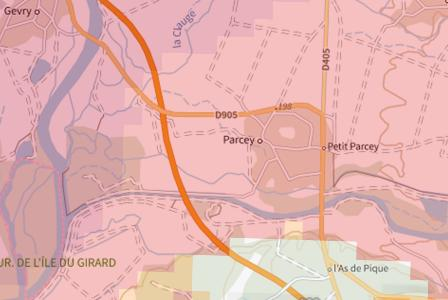 Gevry
la Clauge
D405
198
D905
Parcey
Petit Parcey
UR. DE L'ÎLE DU GIRARD
l'As de Pique